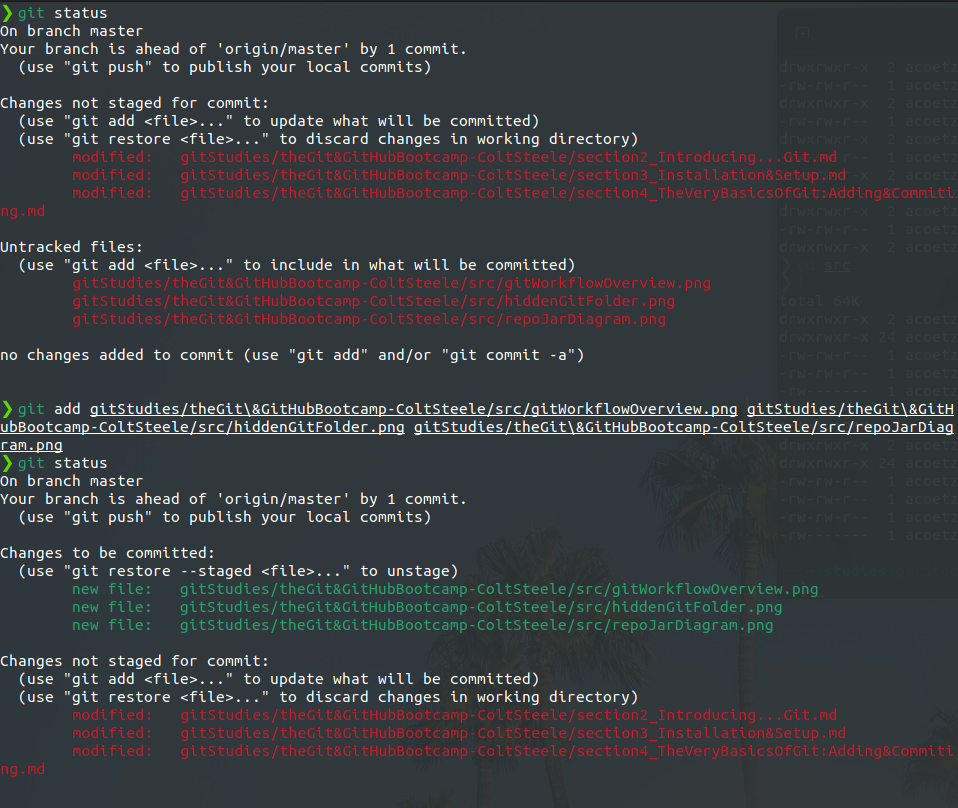 ❯ git status
On branch master
Your branch is ahead of 'origin/master' by 1 commit.
  (use "git push" to publish your local commits)

Changes not staged for commit:
  (use "git add <file>..." to update what will be committed)
  (use "git restore <file>..." to discard changes in working directory)
        modified:   gitStudies/theGit&GitHubBootcamp-ColtSteele/section2_Introducing...Git.md
        modified:   gitStudies/theGit&GitHubBootcamp-ColtSteele/section3_Installation&Setup.md
        modified:   gitStudies/theGit&GitHubBootcamp-ColtSteele/section4_TheVeryBasicsOfGit:Adding&Commiti
ng.md

Untracked files:
  (use "git add <file>..." to include in what will be committed)
        gitStudies/theGit&GitHubBootcamp-ColtSteele/src/gitWorkflowOverview.png
        gitStudies/theGit&GitHubBootcamp-ColtSteele/src/hiddenGitFolder.png
        gitStudies/theGit&GitHubBootcamp-ColtSteele/src/repoJarDiagram.png

no changes added to commit (use "git add" and/or "git commit -a")

❯ git add gitStudies/theGit\&GitHubBootcamp-ColtSteele/src/gitWorkflowOverview.png gitStudies/theGit\&GitH
ubBootcamp-ColtSteele/src/hiddenGitFolder.png gitStudies/theGit\&GitHubBootcamp-ColtSteele/src/repoJarDiag
ram.png
❯ git status
On branch master
Your branch is ahead of 'origin/master' by 1 commit.
  (use "git push" to publish your local commits)

Changes to be committed:
  (use "git restore --staged <file>..." to unstage)
        new file:   gitStudies/theGit&GitHubBootcamp-ColtSteele/src/gitWorkflowOverview.png
        new file:   gitStudies/theGit&GitHubBootcamp-ColtSteele/src/hiddenGitFolder.png
        new file:   gitStudies/theGit&GitHubBootcamp-ColtSteele/src/repoJarDiagram.png

Changes not staged for commit:
  (use "git add <file>..." to update what will be committed)
  (use "git restore <file>..." to discard changes in working directory)
        modified:   gitStudies/theGit&GitHubBootcamp-ColtSteele/section2_Introducing...Git.md
        modified:   gitStudies/theGit&GitHubBootcamp-ColtSteele/section3_Installation&Setup.md
        modified:   gitStudies/theGit&GitHubBootcamp-ColtSteele/section4_TheVeryBasicsOfGit:Adding&Commiti
ng.md